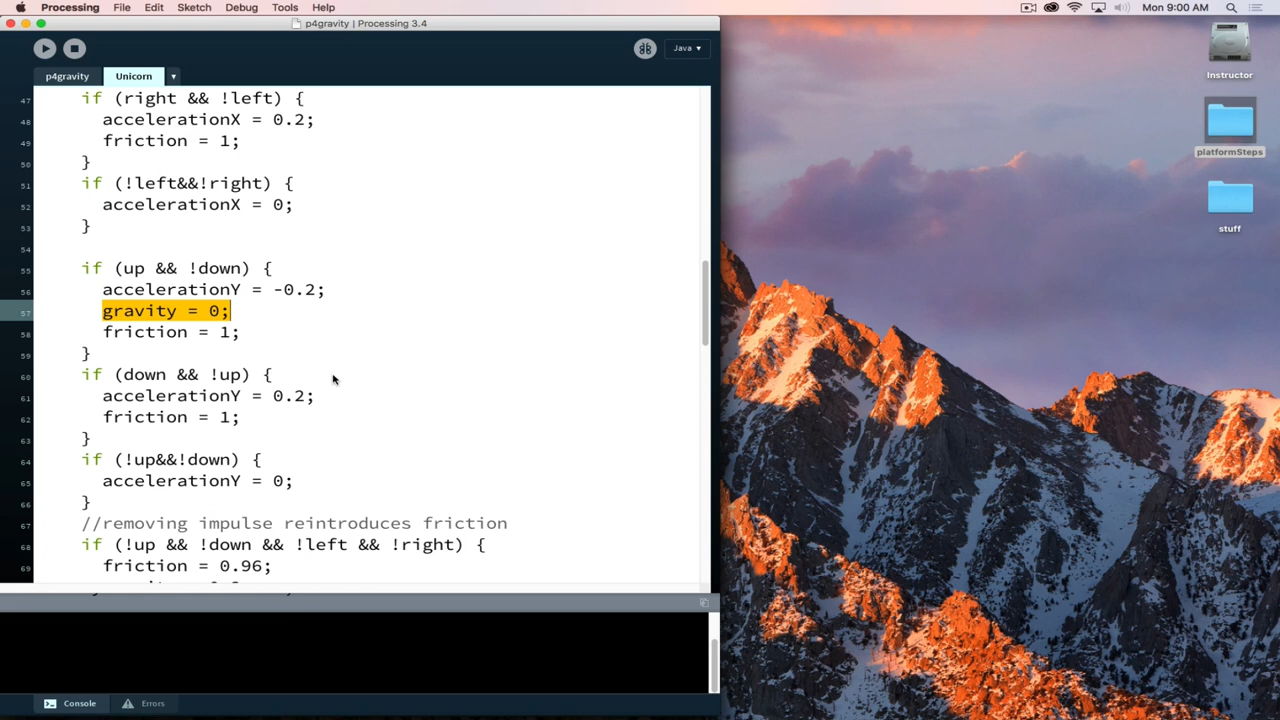 Processing File Edit Sketch Debug Tools Help Mon 9:00 AM
p4gravity | Processing 3.4
Java ▾
p4gravity Unicorn ▾
47 if (right && !left) {
48 accelerationX = 0.2;
49 friction = 1;
50 }
51 if (!left&&!right) {
52 accelerationX = 0;
53 }
54
55 if (up && !down) {
56 accelerationY = -0.2;
57 gravity = 0;
58 friction = 1;
59 }
60 if (down && !up) {
61 accelerationY = 0.2;
62 friction = 1;
63 }
64 if (!up&&!down) {
65 accelerationY = 0;
66 }
67 //removing impulse reintroduces friction
68 if (!up && !down && !left && !right) {
69 friction = 0.96;
Console Errors
Instructor
platformSteps
stuff